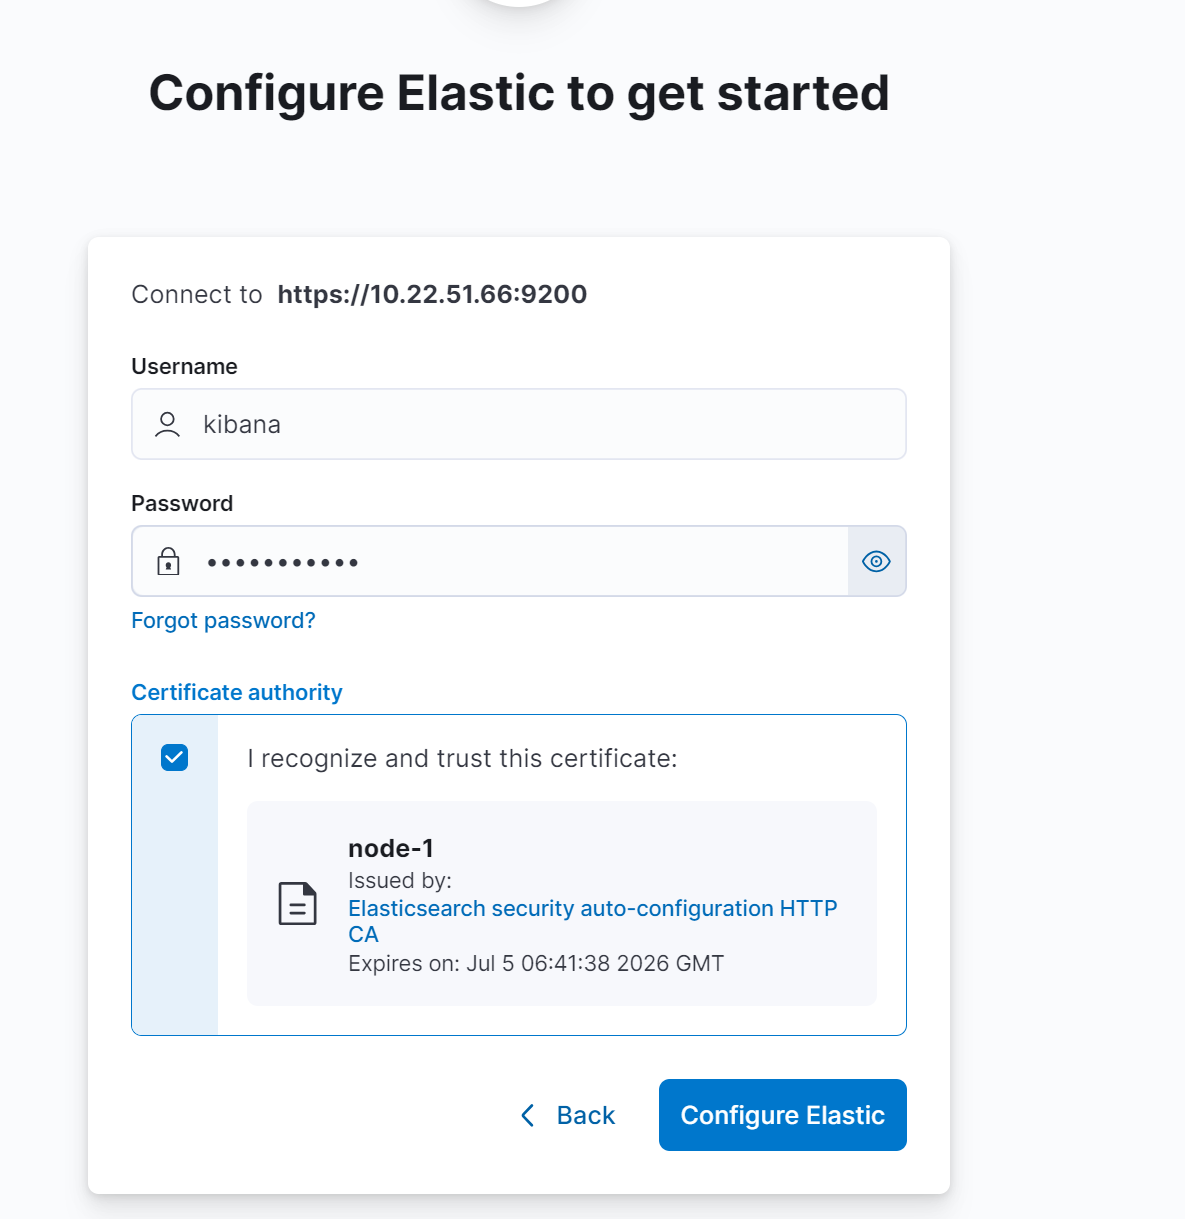 Configure Elastic to get started
Connect to https://10.22.51.66:9200
Username
kibana
Password
•••••••••••
Forgot password?
Certificate authority
I recognize and trust this certificate:
node-1
Issued by:
Elasticsearch security auto-configuration HTTP
CA
Expires on: Jul 5 06:41:38 2026 GMT
Back
Configure Elastic